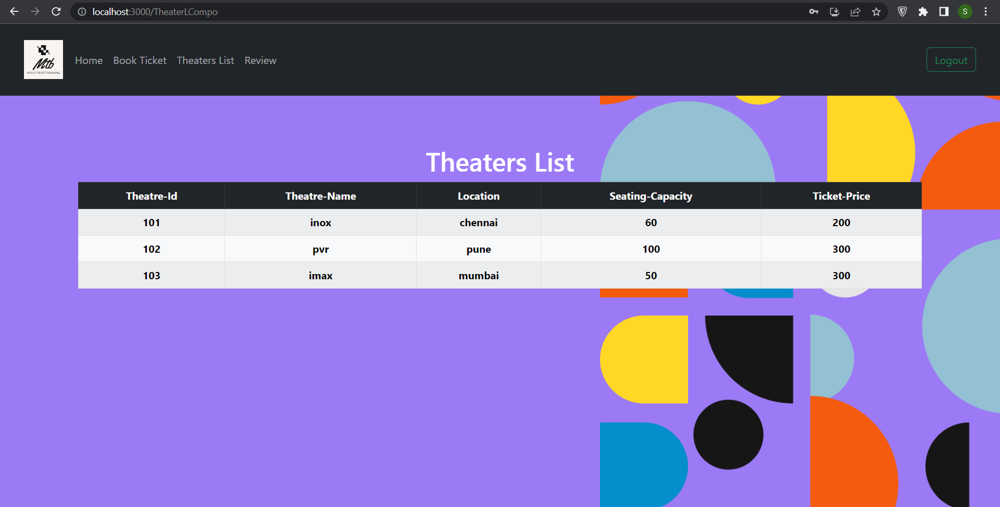 localhost:3000/TheaterLCompo
S
Mtb
MOVIE TICKET BOOKING
Home Book Ticket Theaters List Review
Logout
Theaters List
Theatre-Id Theatre-Name Location Seating-Capacity Ticket-Price
101 inox chennai 60 200
102 pvr pune 100 300
103 imax mumbai 50 300